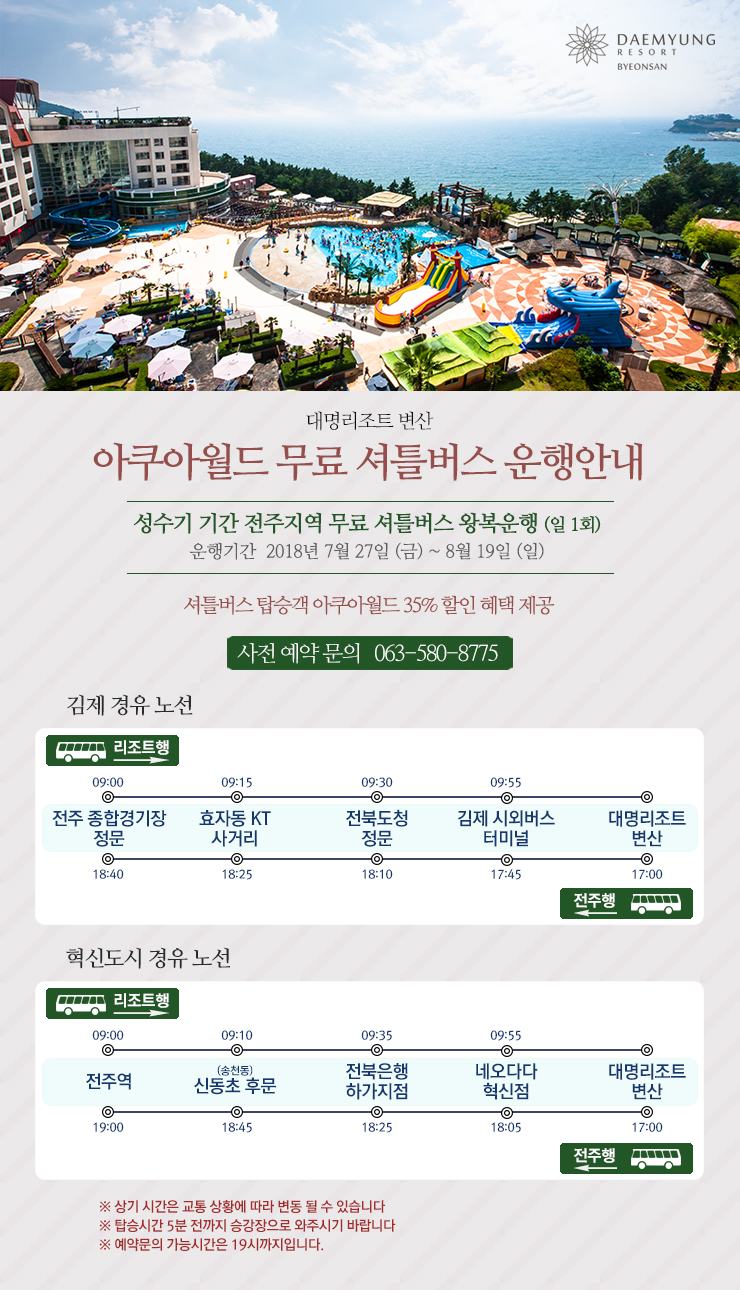 DAEMYUNG
RESORT
BYEONSAN
대명리조트 변산
아쿠아월드 무료 셔틀버스 운행안내
성수기 기간 전주지역 무료 셔틀버스 왕복운행 (일 1회)
운행기간 2018년 7월 27일 (금) ~ 8월 19일 (일)
셔틀버스 탑승객 아쿠아월드 35% 할인 혜택 제공
사전 예약 문의 063-580-8775
김제 경유 노선
리조트행
09:00 09:15 09:30 09:55
전주 종합경기장 효자동 KT 전북도청 김제 시외버스 대명리조트
정문 사거리 정문 터미널 변산
18:40 18:25 18:10 17:45 17:00
전주행
혁신도시 경유 노선
리조트행
09:00 09:10 09:35 09:55
(송천동) 전북은행 네오다다 대명리조트
전주역 신동초 후문 하가지점 혁신점 변산
19:00 18:45 18:25 18:05 17:00
전주행
※ 상기 시간은 교통 상황에 따라 변동 될 수 있습니다
※ 탑승시간 5분 전까지 승강장으로 와주시기 바랍니다
※ 예약문의 가능시간은 19시까지입니다.